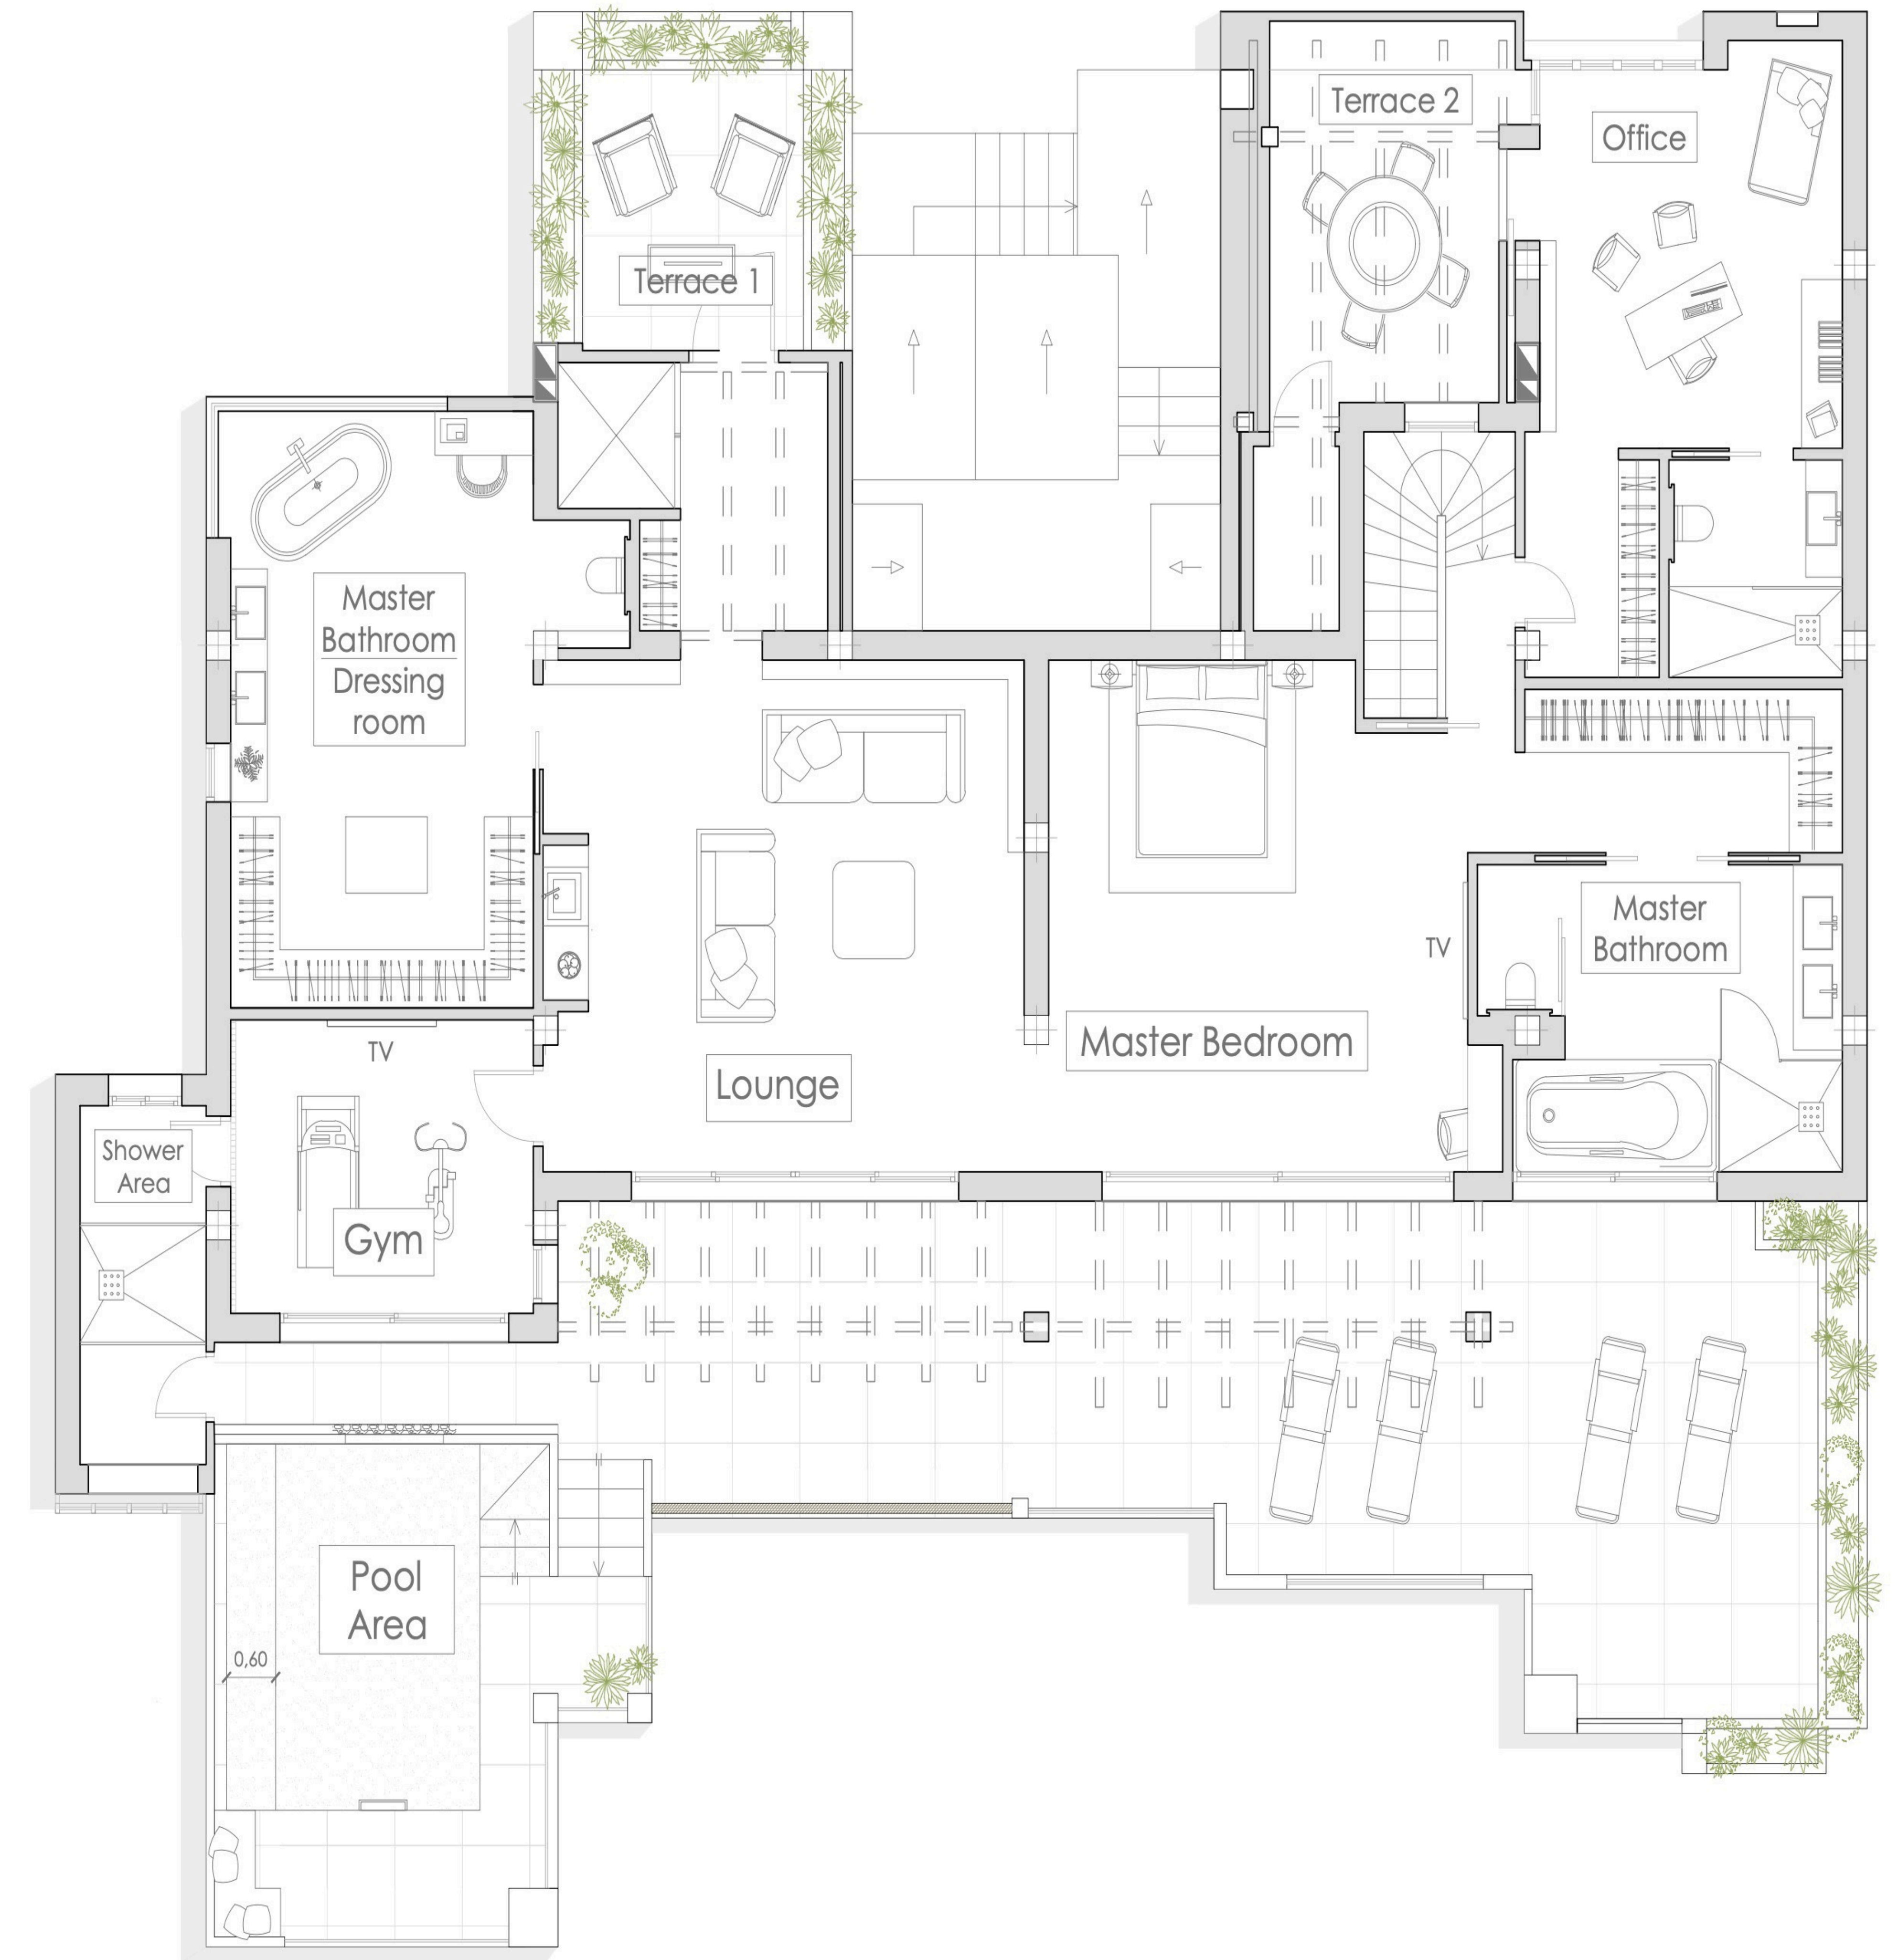 Terrace 2
Office
Terrace 1
Master
Bathroom
Dressing
room
Master
Bathroom
TV
Master Bedroom
TV
Lounge
Shower
Area
Gym
Pool
Area
0,60